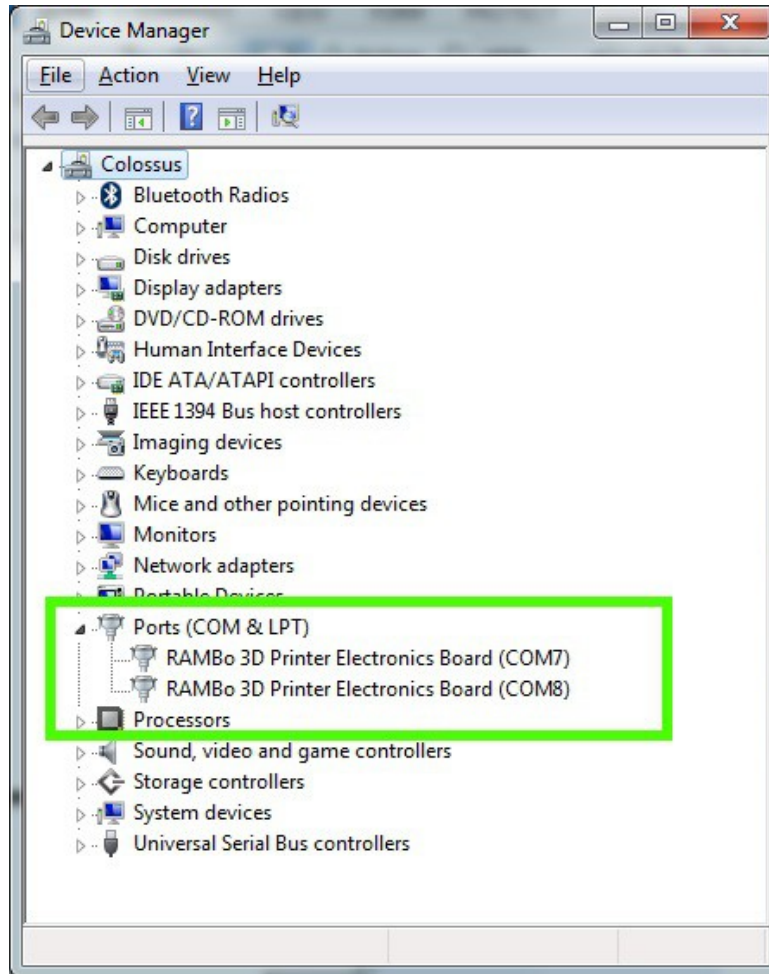 Device Manager
File Action View Help
Colossus
Bluetooth Radios
Computer
Disk drives
Display adapters
DVD/CD-ROM drives
Human Interface Devices
IDE ATA/ATAPI controllers
IEEE 1394 Bus host controllers
Imaging devices
Keyboards
Mice and other pointing devices
Monitors
Network adapters
Portable Devices
Ports (COM & LPT)
RAMBo 3D Printer Electronics Board (COM7)
RAMBo 3D Printer Electronics Board (COM8)
Processors
Sound, video and game controllers
Storage controllers
System devices
Universal Serial Bus controllers